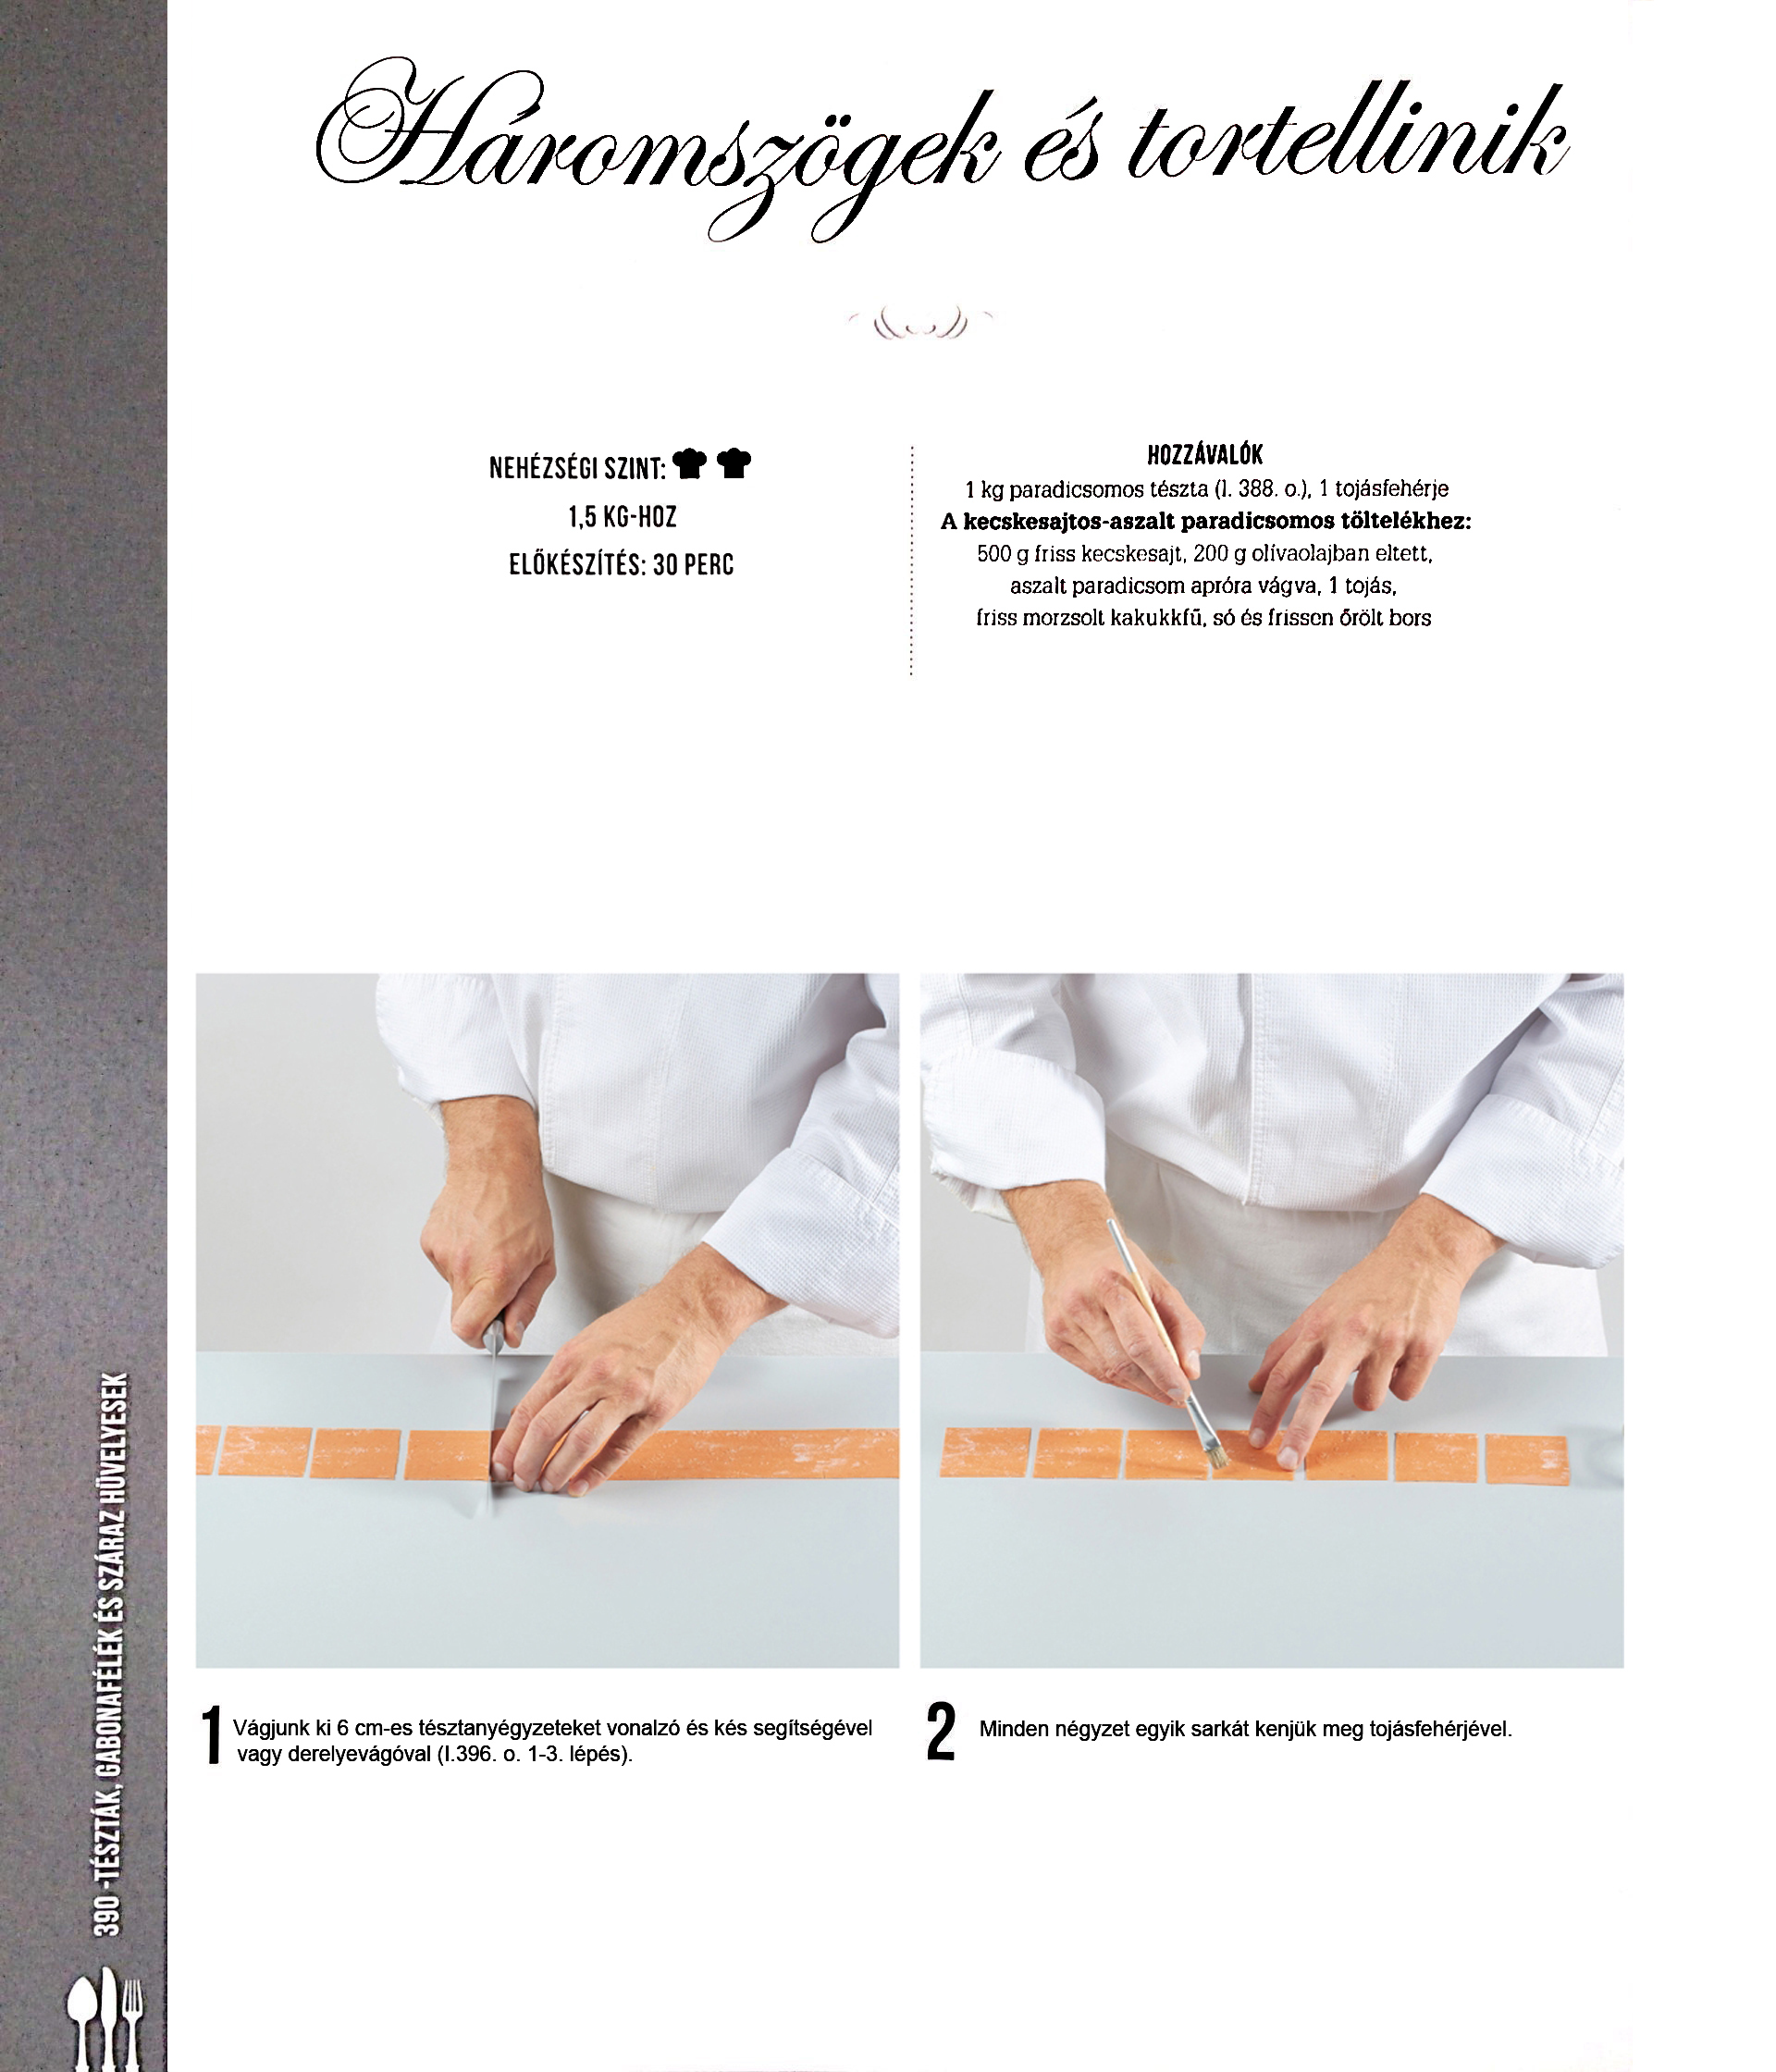 Háromszögek és tortellinik
NEHÉZSÉGI SZINT:
1,5 KG-HOZ
ELŐKÉSZÍTÉS: 30 PERC
HOZZÁVALÓK
1 kg paradicsomos tészta (l. 388. o.), 1 tojásfehérje
A kecskesajtos-aszalt paradicsomos töltelékhez:
500 g friss kecskesajt, 200 g olívaolajban eltett,
aszalt paradicsom apróra vágva, 1 tojás,
friss morzsolt kakukkfű, só és frissen őrölt bors
1 Vágjunk ki 6 cm-es tésztanyégyzeteket vonalzó és kés segítségével
vagy derelyevágóval (l.396. o. 1-3. lépés).
2 Minden négyzet egyik sarkát kenjük meg tojásfehérjével.
390 -TÉSZTÁK, GABONAFÉLÉK ÉS SZÁRAZ HÜVELYESEK